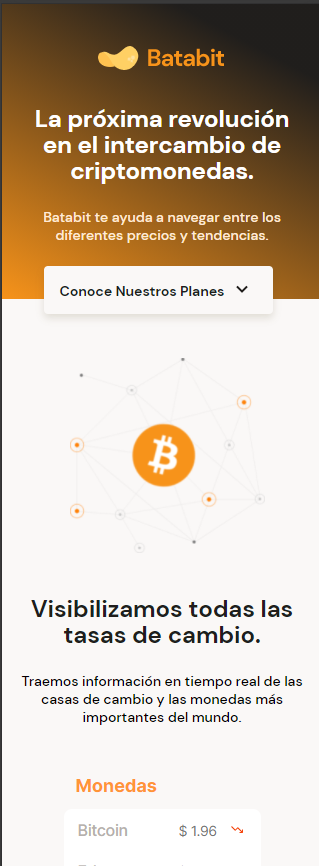 Batabit
La próxima revolución
en el intercambio de
criptomonedas.
Batabit te ayuda a navegar entre los
diferentes precios y tendencias.
Conoce Nuestros Planes
Visibilizamos todas las
tasas de cambio.
Traemos información en tiempo real de las
casas de cambio y las monedas más
importantes del mundo.
Monedas
Bitcoin $ 1.96